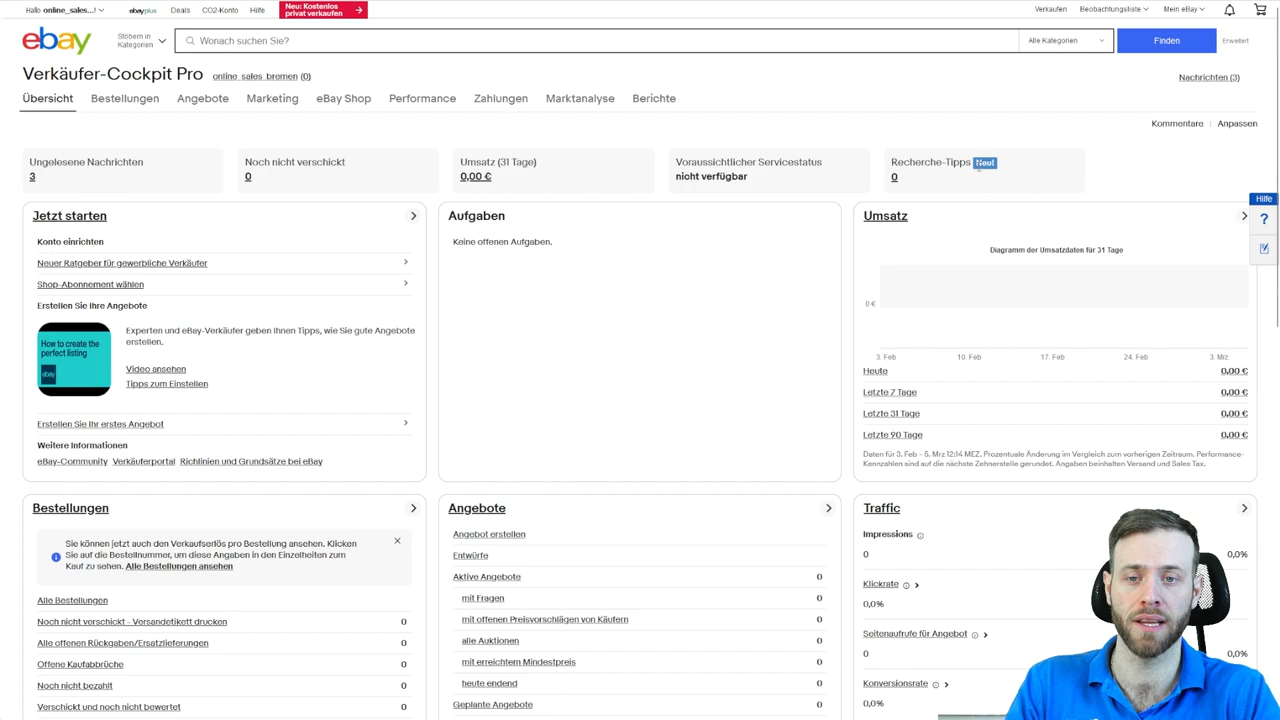 Hallo online_sales...!
ebayplus
Deals
CO2-Konto
Hilfe
Neu: Kostenlos
privat verkaufen
Verkaufen
Beobachtungsliste
Mein eBay
ebay
Stöbern in
Kategorien
Wonach suchen Sie?
Alle Kategorien
Finden
Erweitert
Verkäufer-Cockpit Pro
online_sales_bremen (0)
Nachrichten (3)
Übersicht
Bestellungen
Angebote
Marketing
eBay Shop
Performance
Zahlungen
Marktanalyse
Berichte
Kommentare
Anpassen
Ungelesene Nachrichten
3
Noch nicht verschickt
0
Umsatz (31 Tage)
0,00 €
Voraussichtlicher Servicestatus
nicht verfügbar
Recherche-Tipps Neu!
0
Hilfe
?
Jetzt starten
Konto einrichten
Neuer Ratgeber für gewerbliche Verkäufer
Shop-Abonnement wählen
Erstellen Sie Ihre Angebote
How to create the
perfect listing
ebay
Experten und eBay-Verkäufer geben Ihnen Tipps, wie Sie gute Angebote
erstellen.
Video ansehen
Tipps zum Einstellen
Erstellen Sie Ihr erstes Angebot
Weitere Informationen
eBay-Community
Verkäuferportal
Richtlinien und Grundsätze bei eBay
Aufgaben
Keine offenen Aufgaben.
Umsatz
Diagramm der Umsatzdaten für 31 Tage
0 €
3. Feb
10. Feb
17. Feb
24. Feb
3. Mrz
Heute
0,00 €
Letzte 7 Tage
0,00 €
Letzte 31 Tage
0,00 €
Letzte 90 Tage
0,00 €
Daten für 3. Feb – 5. Mrz 12:14 MEZ. Prozentuale Änderung im Vergleich zum vorherigen Zeitraum. Performance-
Kennzahlen sind auf die nächste Zehnerstelle gerundet. Angaben beinhalten Versand und Sales Tax.
Bestellungen
Sie können jetzt auch den Verkaufserlös pro Bestellung ansehen. Klicken
Sie auf die Bestellnummer, um diese Angaben in den Einzelheiten zum
Kauf zu sehen. Alle Bestellungen ansehen
Alle Bestellungen
Noch nicht verschickt - Versandetikett drucken
0
Alle offenen Rückgaben/Ersatzlieferungen
0
Offene Kaufabbrüche
0
Noch nicht bezahlt
0
Verschickt und noch nicht bewertet
0
Angebote
Angebot erstellen
Entwürfe
Aktive Angebote
0
mit Fragen
0
mit offenen Preisvorschlägen von Käufern
0
alle Auktionen
0
mit erreichtem Mindestpreis
0
heute endend
0
Geplante Angebote
0
Traffic
Impressions
0
0,0%
Klickrate
0,0%
Seitenaufrufe für Angebot
0
0,0%
Konversionsrate
0,0%